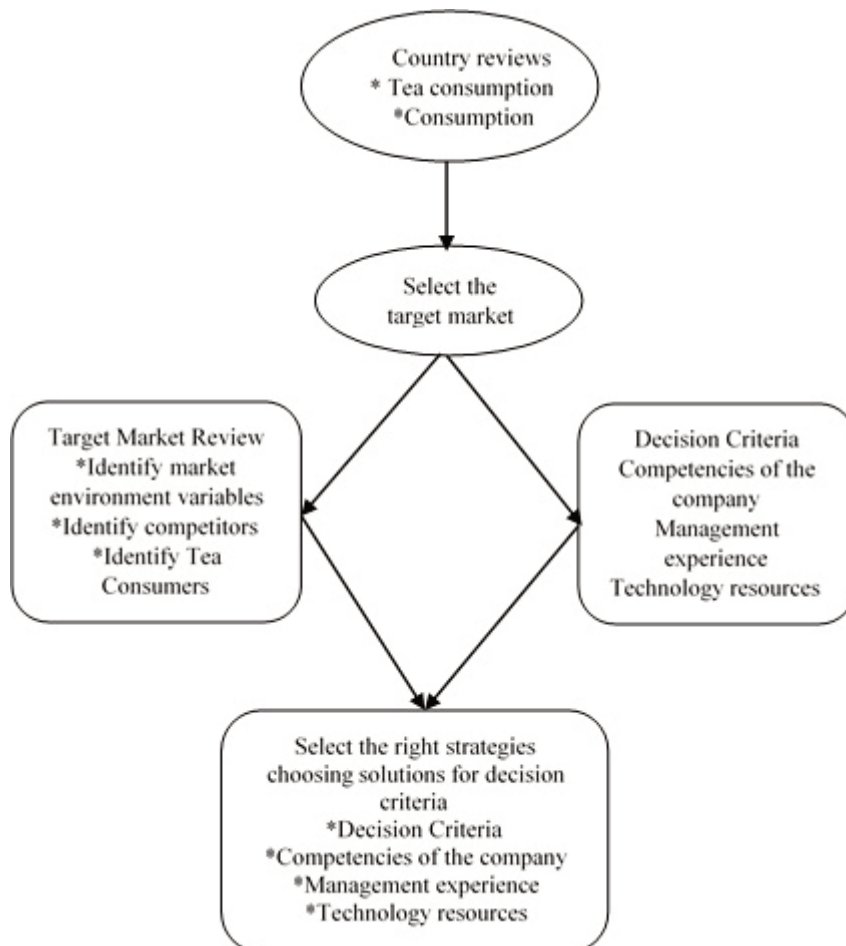 Country reviews
* Tea consumption
*Consumption
Select the
target market
Target Market Review
*Identify market
environment variables
*Identify competitors
*Identify Tea
Consumers
Decision Criteria
Competencies of the
company
Management
experience
Technology resources
Select the right strategies
choosing solutions for decision
criteria
*Decision Criteria
*Competencies of the company
*Management experience
*Technology resources